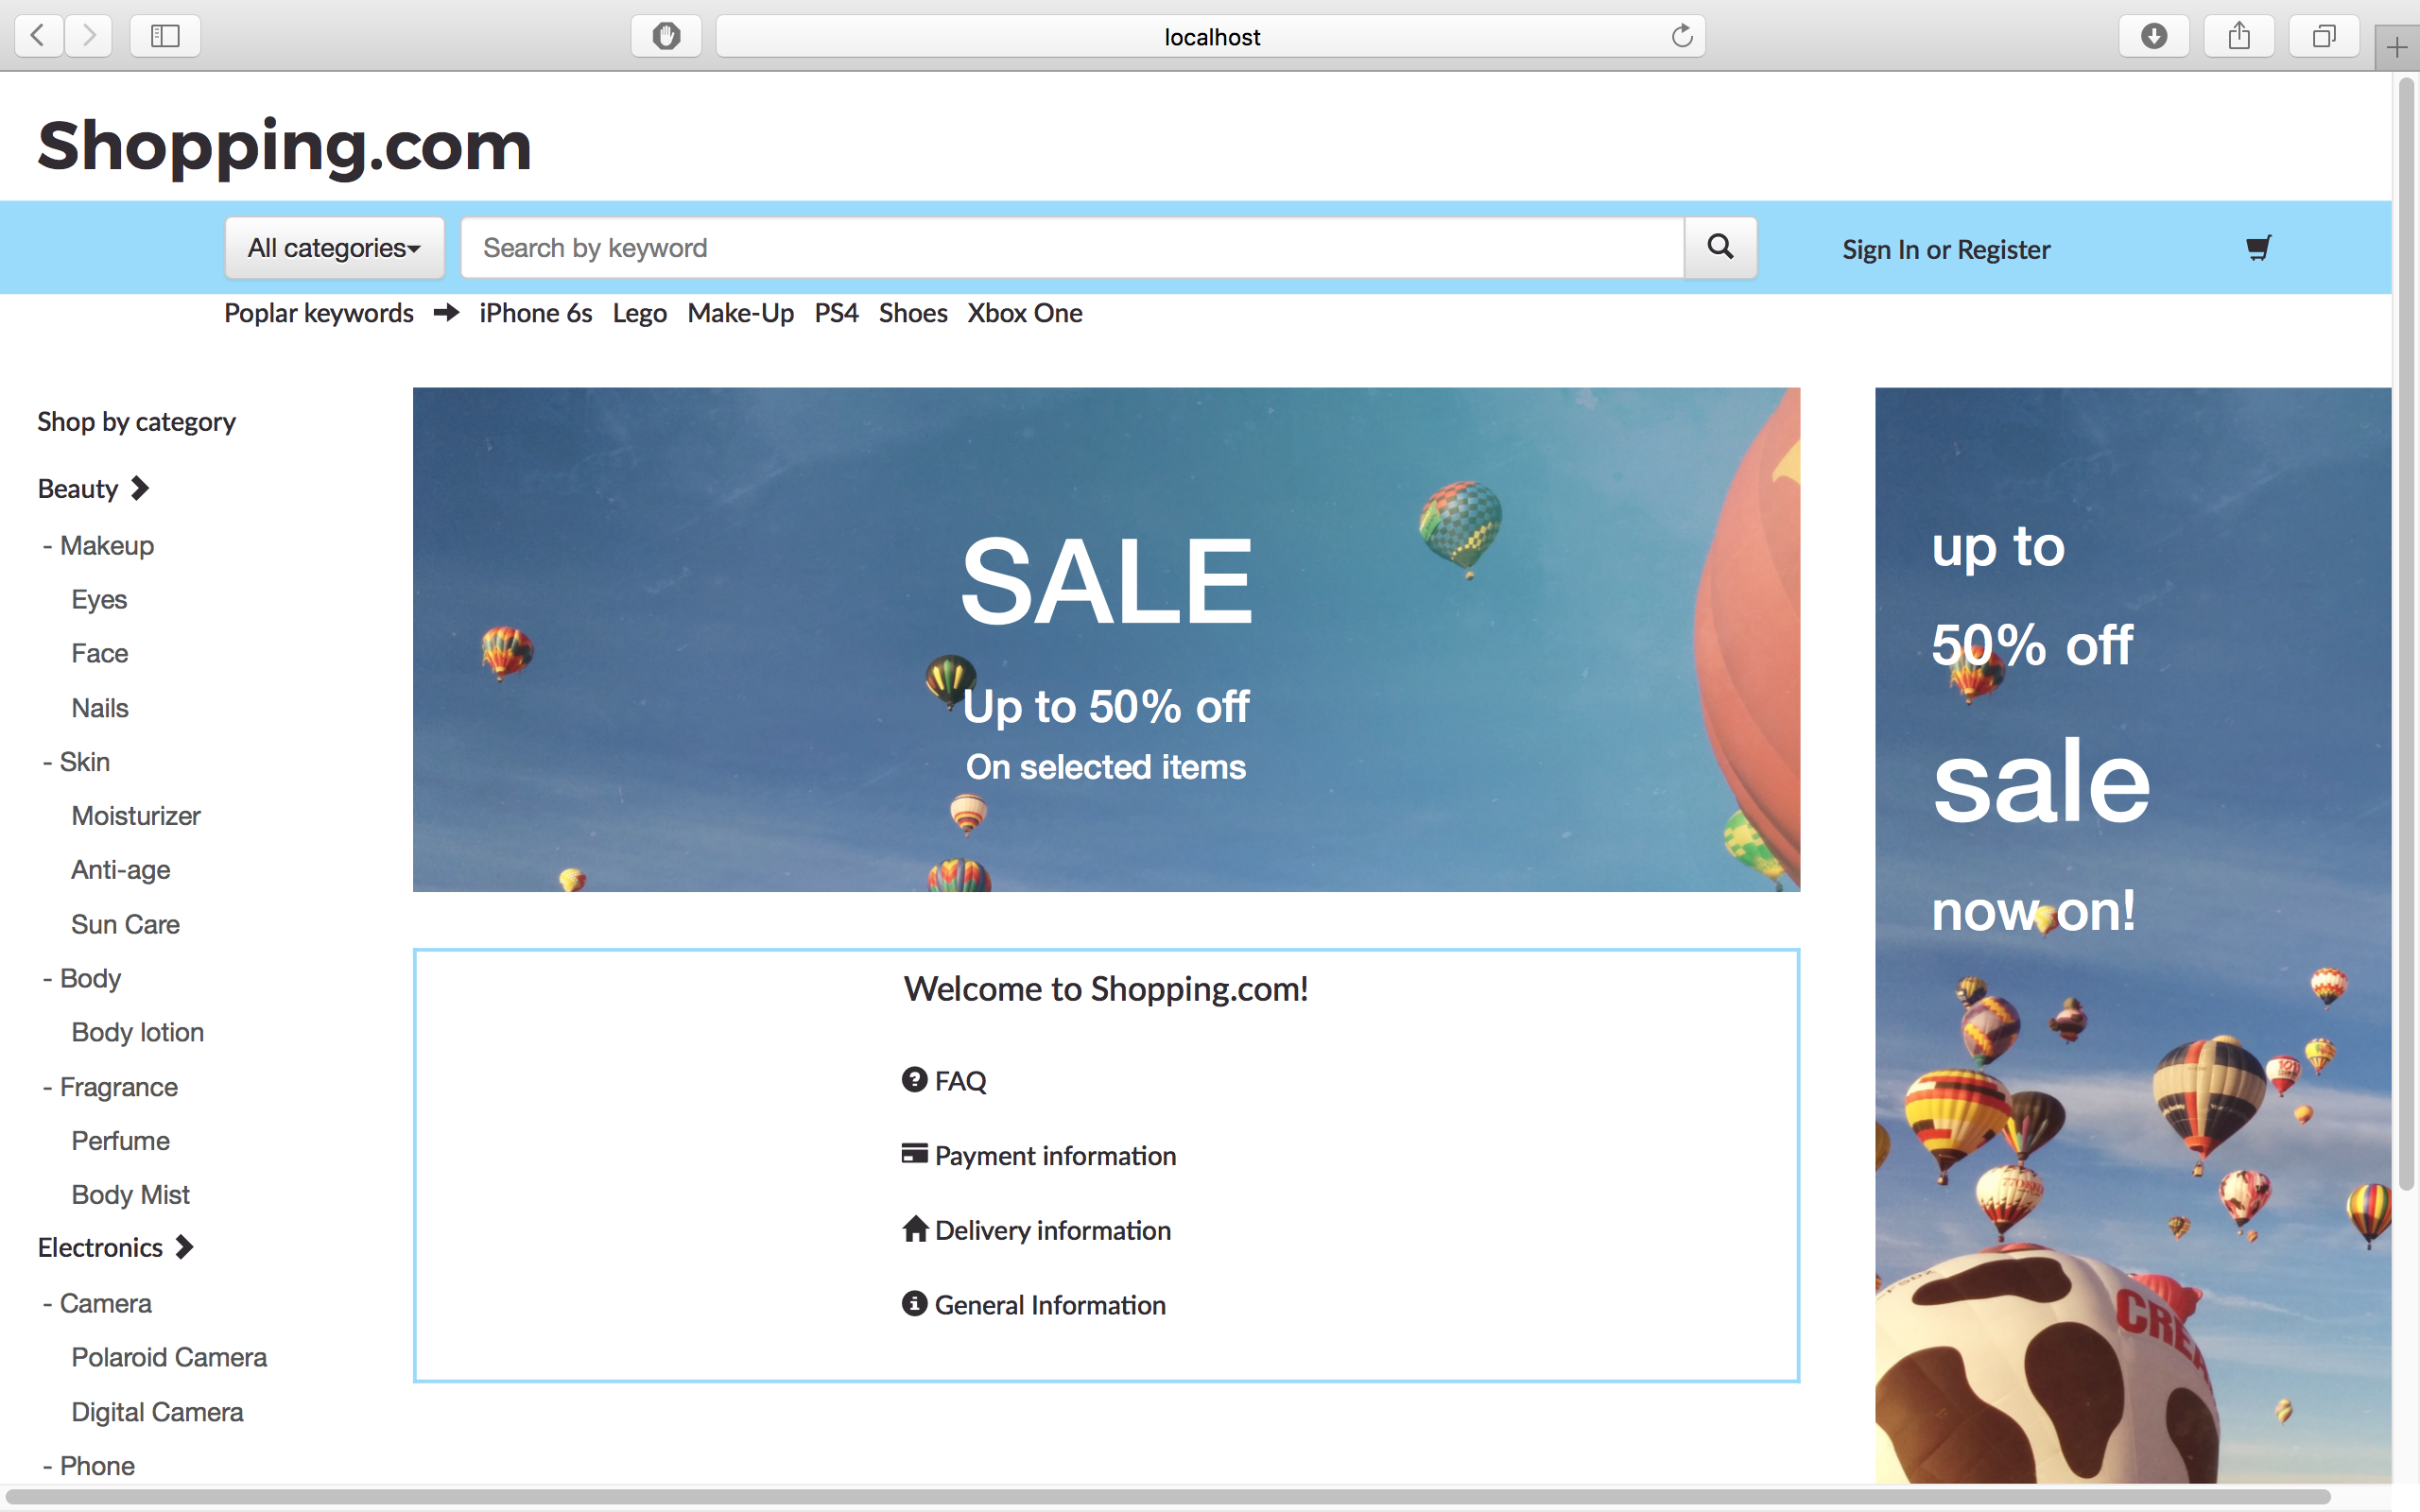 localhost
Shopping.com
All categories
Search by keyword
Sign In or Register
Poplar keywords iPhone 6s Lego Make-Up PS4 Shoes Xbox One
Shop by category
Beauty
- Makeup
Eyes
Face
Nails
- Skin
Moisturizer
Anti-age
Sun Care
- Body
Body lotion
- Fragrance
Perfume
Body Mist
Electronics
- Camera
Polaroid Camera
Digital Camera
- Phone
SALE
Up to 50% off
On selected items
Welcome to Shopping.com!
FAQ
Payment information
Delivery information
General Information
up to
50% off
sale
now on!